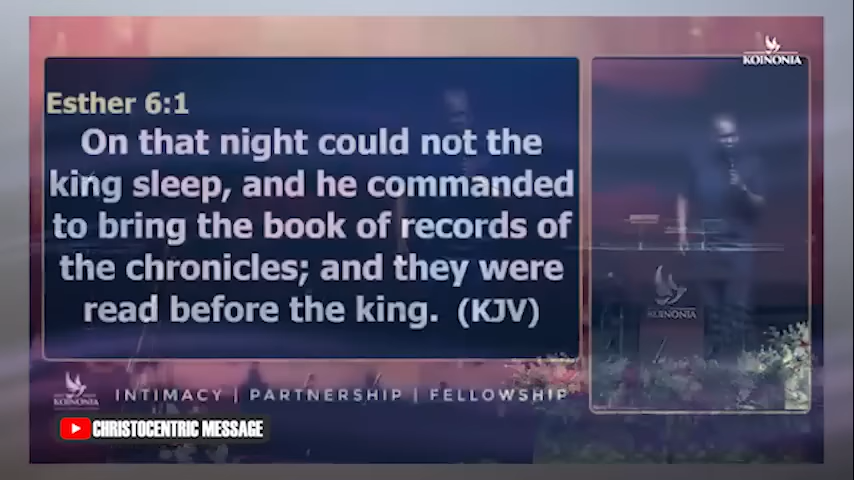 KOINONIA
Esther 6:1
On that night could not the
king sleep, and he commanded
to bring the book of records of
the chronicles; and they were
read before the king. (KJV)
KOINONIA
KOINONIA
INTIMACY | PARTNERSHIP | FELLOWSHIP
CHRISTOCENTRIC MESSAGE